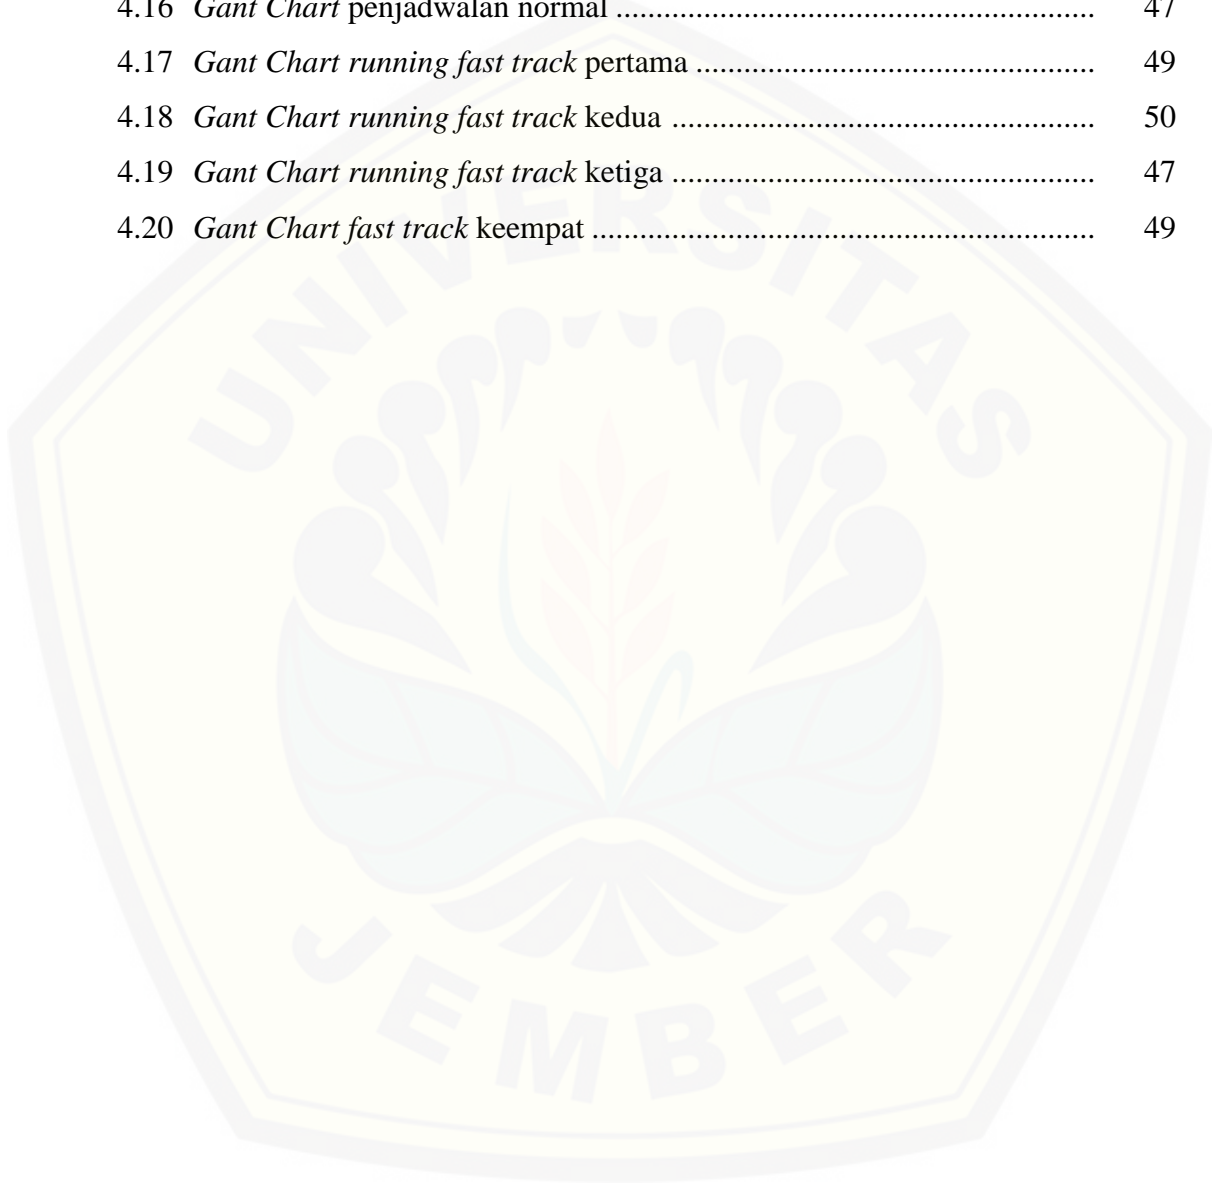 4.16 Gant Chart penjadwalan normal ............................................................ 47
4.17 Gant Chart running fast track pertama .................................................. 49
4.18 Gant Chart running fast track kedua ..................................................... 50
4.19 Gant Chart running fast track ketiga ..................................................... 47
4.20 Gant Chart fast track keempat ............................................................... 49
UNIVERSITAS
JEMBER